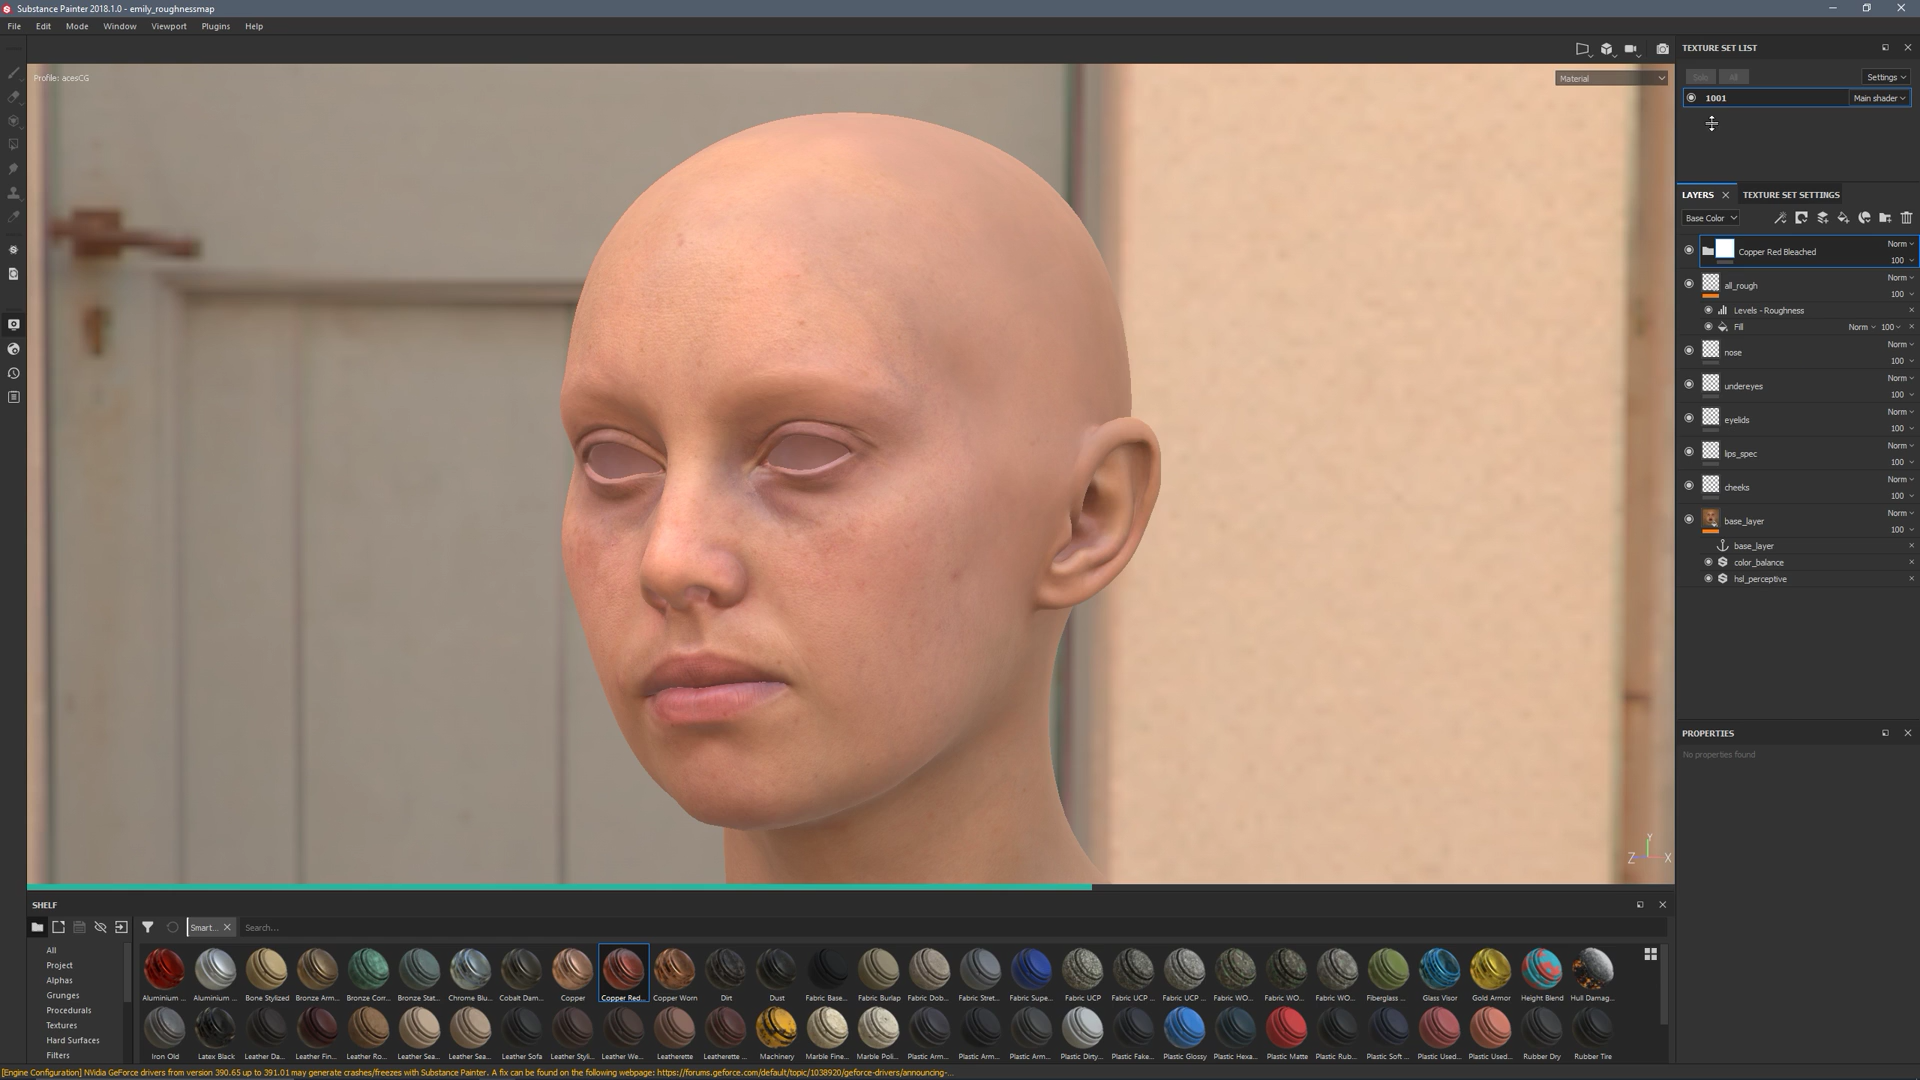 Substance Painter 2018.1.0 - emily_roughnessmap
File Edit Mode Window Viewport Plugins Help
Profile: acesCG
Material
TEXTURE SET LIST
Solo All Settings
1001 Main shader
LAYERS TEXTURE SET SETTINGS
Base Color
Copper Red Bleached Norm 100
all_rough Norm 100
Levels - Roughness
Fill Norm 100
nose Norm 100
undereyes Norm 100
eyelids Norm 100
lips_spec Norm 100
cheeks Norm 100
base_layer Norm 100
base_layer
color_balance
hsl_perceptive
PROPERTIES
No properties found
Y
Z X
SHELF
Smart... Search...
All
Project
Alphas
Grunges
Procedurals
Textures
Hard Surfaces
Filters
Aluminium ... Aluminium ... Bone Stylized Bronze Arm... Bronze Corr... Bronze Stat... Chrome Blu... Cobalt Dam... Copper Copper Red... Copper Worn Dirt Dust Fabric Base... Fabric Burlap Fabric Dob... Fabric Stret... Fabric Supe... Fabric UCP Fabric UCP ... Fabric UCP ... Fabric WO... Fabric WO... Fabric WO... Fiberglass ... Glass Visor Gold Armor Height Blend Hull Damag...
Iron Old Latex Black Leather Da... Leather Fin... Leather Ro... Leather Sea... Leather Sea... Leather Sofa Leather Styli... Leather We... Leatherette Leatherette ... Machinery Marble Fine... Marble Poli... Plastic Arm... Plastic Arm... Plastic Arm... Plastic Dirty... Plastic Fake... Plastic Glossy Plastic Hexa... Plastic Matte Plastic Rub... Plastic Soft ... Plastic Used... Plastic Used... Rubber Dry Rubber Tire
[Engine Configuration] NVidia GeForce drivers from version 390.65 up to 391.01 may generate crashes/freezes with Substance Painter. A fix can be found on the following webpage: https://forums.geforce.com/default/topic/1038920/geforce-drivers/announcing-...